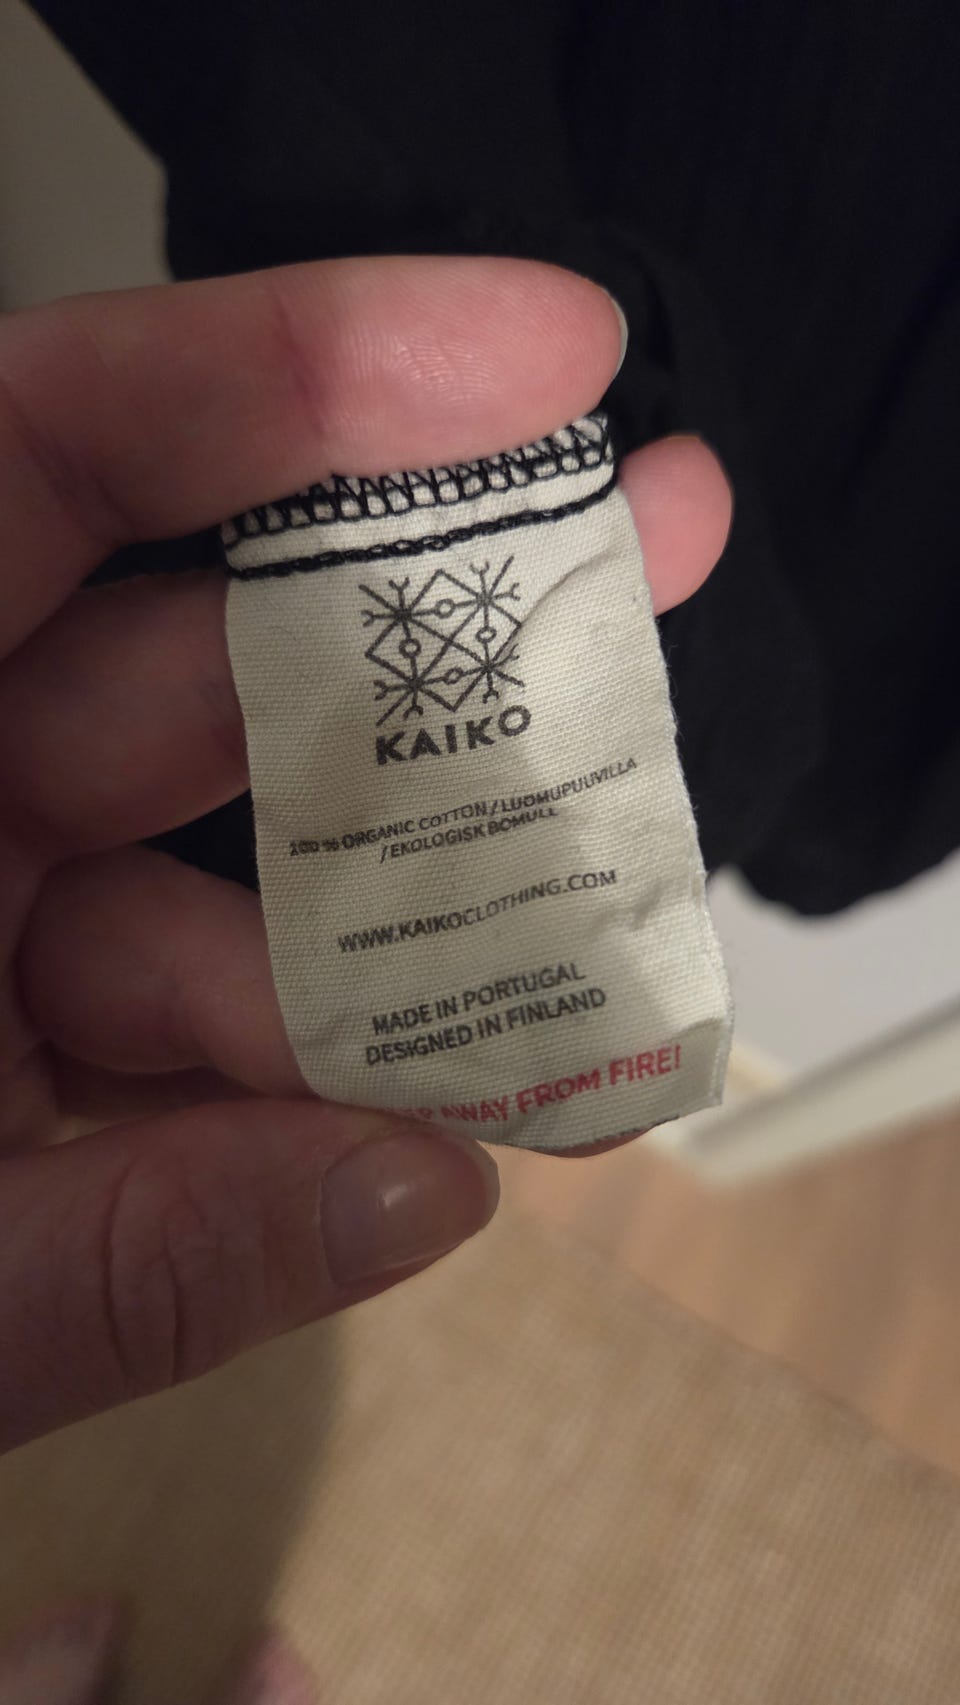 KAIKO
100 % ORGANIC COTTON / LUOMUPUUVILLA
/ EKOLOGISK BOMULL
WWW.KAIKOCLOTHING.COM
MADE IN PORTUGAL
DESIGNED IN FINLAND
AWAY FROM FIRE!